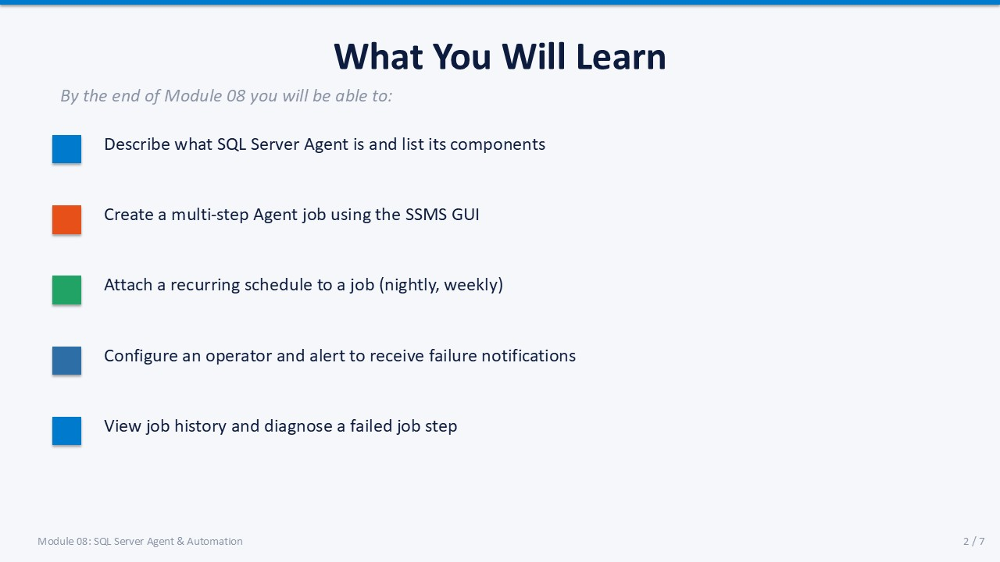 What You Will Learn
By the end of Module 08 you will be able to:
Describe what SQL Server Agent is and list its components
Create a multi-step Agent job using the SSMS GUI
Attach a recurring schedule to a job (nightly, weekly)
Configure an operator and alert to receive failure notifications
View job history and diagnose a failed job step
Module 08: SQL Server Agent & Automation
2 / 7